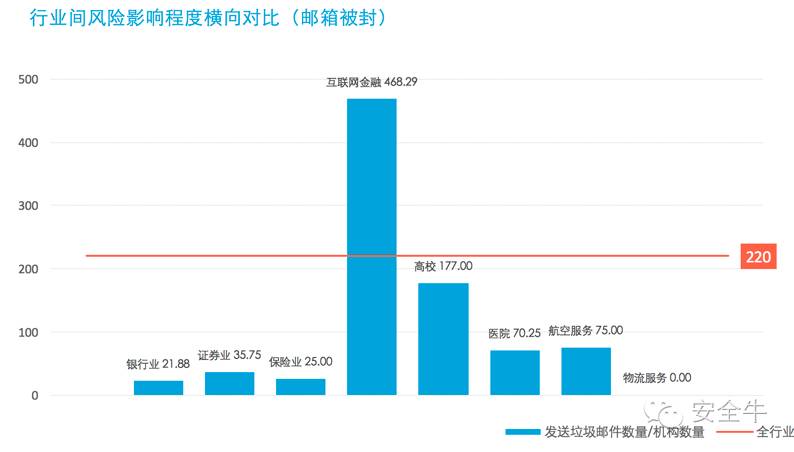 行业间风险影响程度横向对比（邮箱被封）
500
400
300
200
100
0
银行业 21.88
证券业 35.75
保险业 25.00
互联网金融 468.29
高校 177.00
医院 70.25
航空服务 75.00
物流服务 0.00
220
发送垃圾邮件数量/机构数量
全行业
安全牛